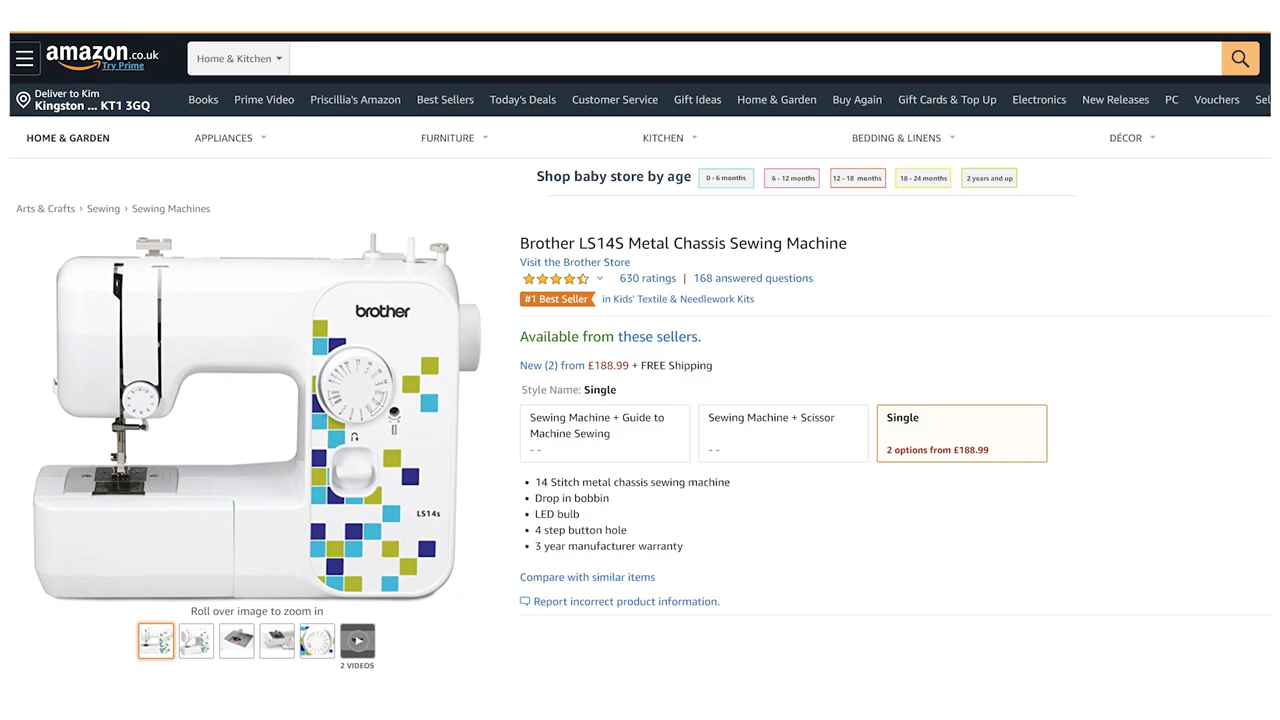 amazon.co.uk
Try Prime
Home & Kitchen
Deliver to Kim
Kingston ... KT1 3GQ
Books Prime Video Priscillia's Amazon Best Sellers Today's Deals Customer Service Gift Ideas Home & Garden Buy Again Gift Cards & Top Up Electronics New Releases PC Vouchers Sel
HOME & GARDEN APPLIANCES FURNITURE KITCHEN BEDDING & LINENS DÉCOR
Shop baby store by age 0 - 6 months 6 - 12 months 12 - 18 months 18 - 24 months 2 years and up
Arts & Crafts › Sewing › Sewing Machines
brother
LS14s
Roll over image to zoom in
2 VIDEOS
Brother LS14S Metal Chassis Sewing Machine
Visit the Brother Store
630 ratings | 168 answered questions
#1 Best Seller in Kids' Textile & Needlework Kits
Available from these sellers.
New (2) from £188.99 + FREE Shipping
Style Name: Single
Sewing Machine + Guide to
Machine Sewing
- -
Sewing Machine + Scissor
- -
Single
2 options from £188.99
• 14 Stitch metal chassis sewing machine
• Drop in bobbin
• LED bulb
• 4 step button hole
• 3 year manufacturer warranty
Compare with similar items
Report incorrect product information.